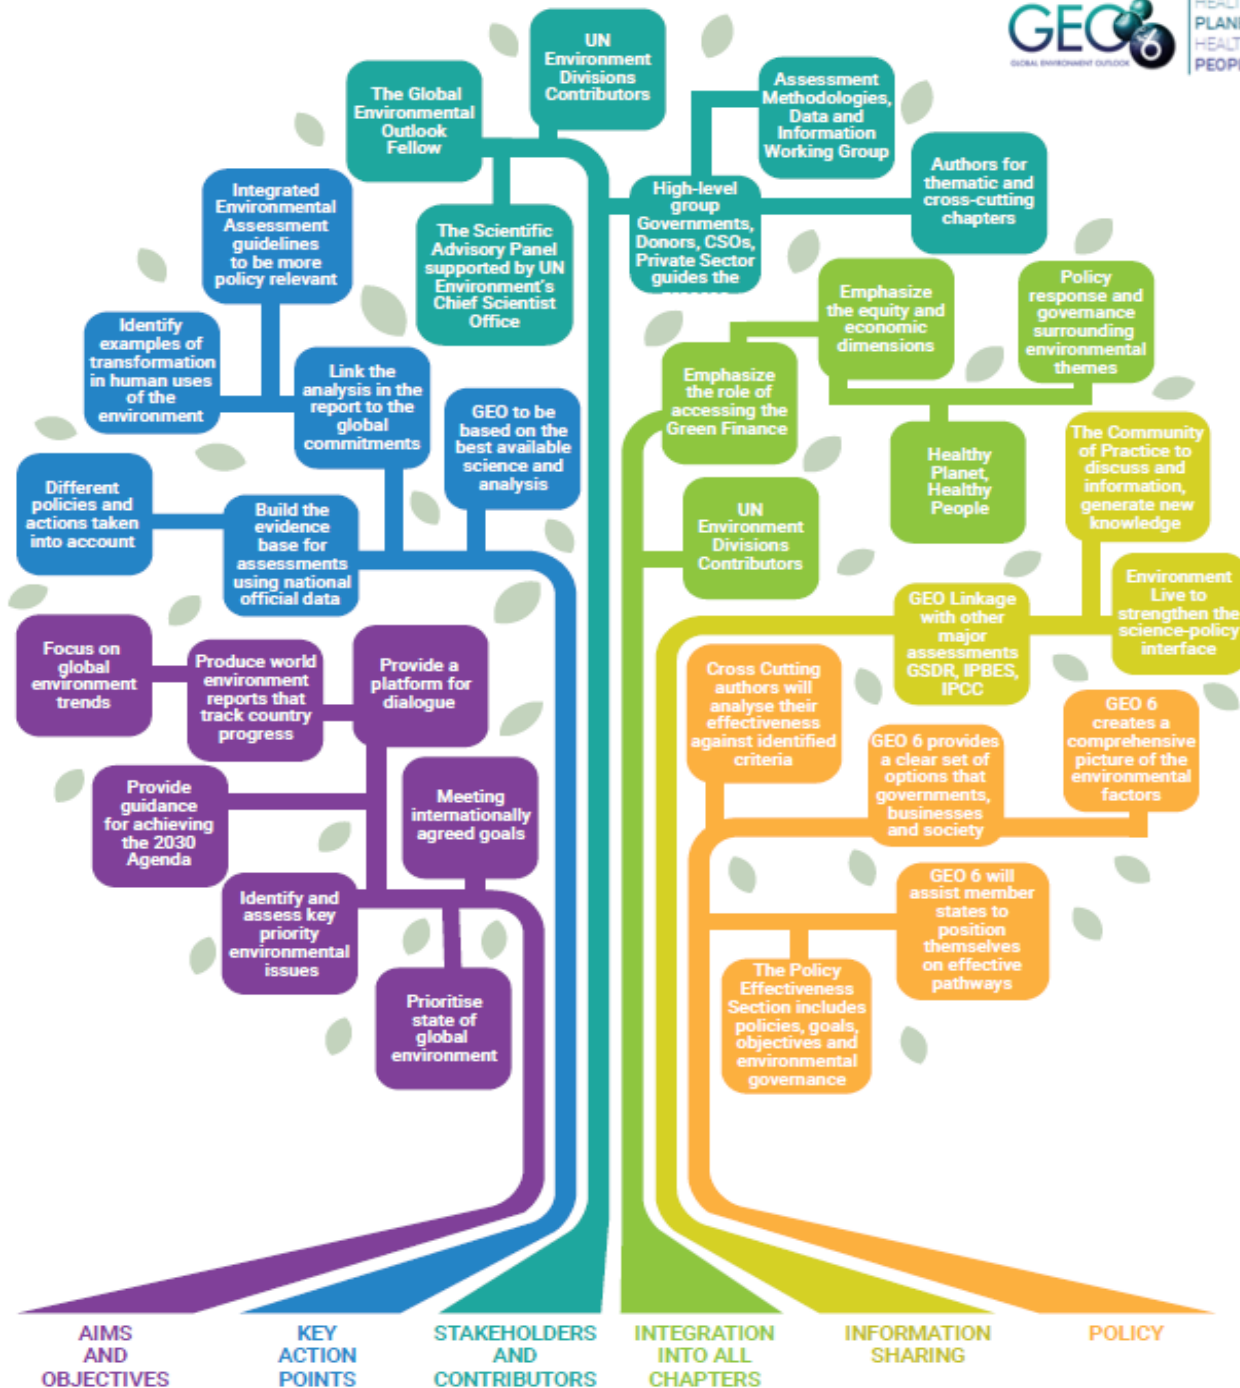 GEO 6
GLOBAL ENVIRONMENT OUTLOOK
PEOPL
UN
Environment
Divisions
Contributors
The Global
Environmental
Outlook
Fellow
Assessment
Methodologies,
Data and
Information
Working Group
Authors for
thematic and
cross-cutting
chapters
High-level
group
Governments,
Donors, CSOs,
Private Sector
guides the
The Scientific
Advisory Panel
supported by UN
Environment's
Chief Scientist
Office
Integrated
Environmental
Assessment
guidelines
to be more
policy relevant
Identify
examples of
transformation
in human uses
of the
environment
Link the
analysis in the
report to the
global
commitments
GEO to be
based on the
best available
science and
analysis
Different
policies and
actions taken
into account
Build the
evidence
base for
assessments
using national
official data
Emphasize
the equity and
economic
dimensions
Policy
response and
governance
surrounding
environmental
themes
Emphasize
the role of
accessing the
Green Finance
Healthy
Planet,
Healthy
People
UN
Environment
Divisions
Contributors
The Community
of Practice to
discuss and
information,
generate new
knowledge
Environment
Live to
strengthen the
science-policy
interface
GEO Linkage
with other
major
assessments
GSDR, IPBES,
IPCC
Focus on
global
environment
trends
Produce world
environment
reports that
track country
progress
Provide a
platform for
dialogue
Provide
guidance
for achieving
the 2030
Agenda
Meeting
internationally
agreed goals
Identify and
assess key
priority
environmental
issues
Prioritise
state of
global
environment
Cross Cutting
authors will
analyse their
effectiveness
against identified
criteria
GEO 6 provides
a clear set of
options that
governments,
businesses
and society
GEO 6
creates a
comprehensive
picture of the
environmental
factors
GEO 6 will
assist member
states to
position
themselves
on effective
pathways
The Policy
Effectiveness
Section includes
policies, goals,
objectives and
environmental
governance
AIMS
AND
OBJECTIVES
KEY
ACTION
POINTS
STAKEHOLDERS
AND
CONTRIBUTORS
INTEGRATION
INTO ALL
CHAPTERS
INFORMATION
SHARING
POLICY